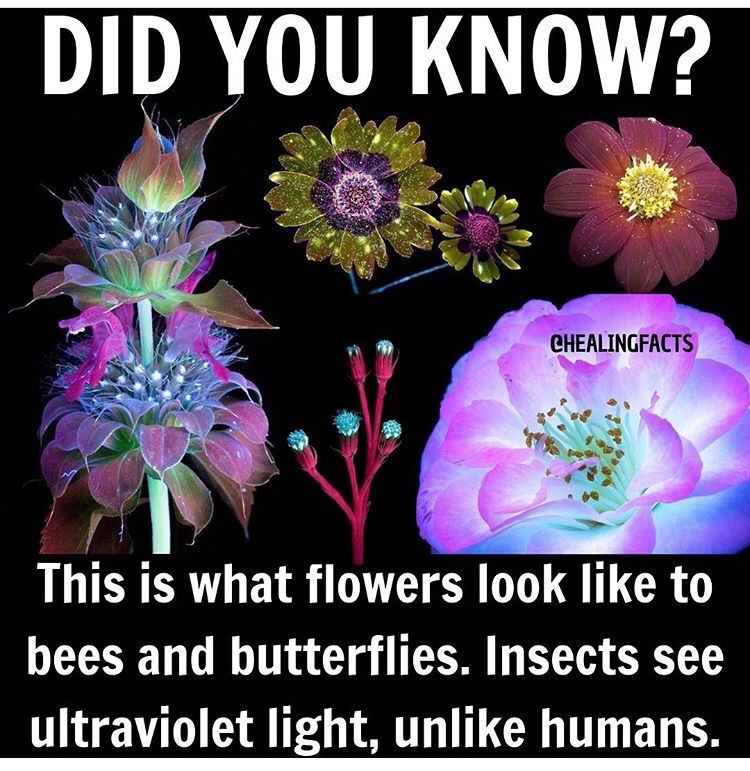 DID YOU KNOW?
@HEALINGFACTS
This is what flowers look like to
bees and butterflies. Insects see
ultraviolet light, unlike humans.